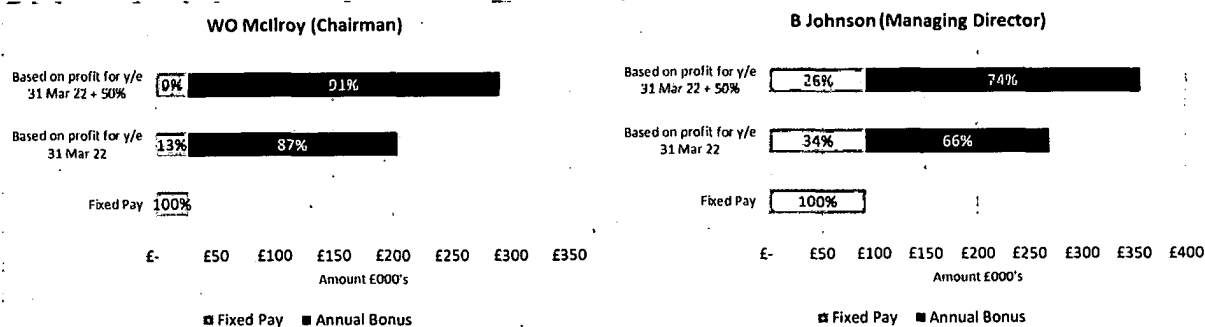 WO McIlroy (Chairman)
Based on profit for y/e
31 Mar 22 + 50%
0%
91%
Based on profit for y/e
31 Mar 22
13%
87%
Fixed Pay
100%
£-
£50
£100
£150
£200
£250
£300
£350
Amount £000's
Fixed Pay
Annual Bonus
B Johnson (Managing Director)
Based on profit for y/e
31 Mar 22 + 50%
26%
74%
Based on profit for y/e
31 Mar 22
34%
66%
Fixed Pay
100%
£-
£50
£100
£150
£200
£250
£300
£350
£400
Amount £000's
Fixed Pay
Annual Bonus